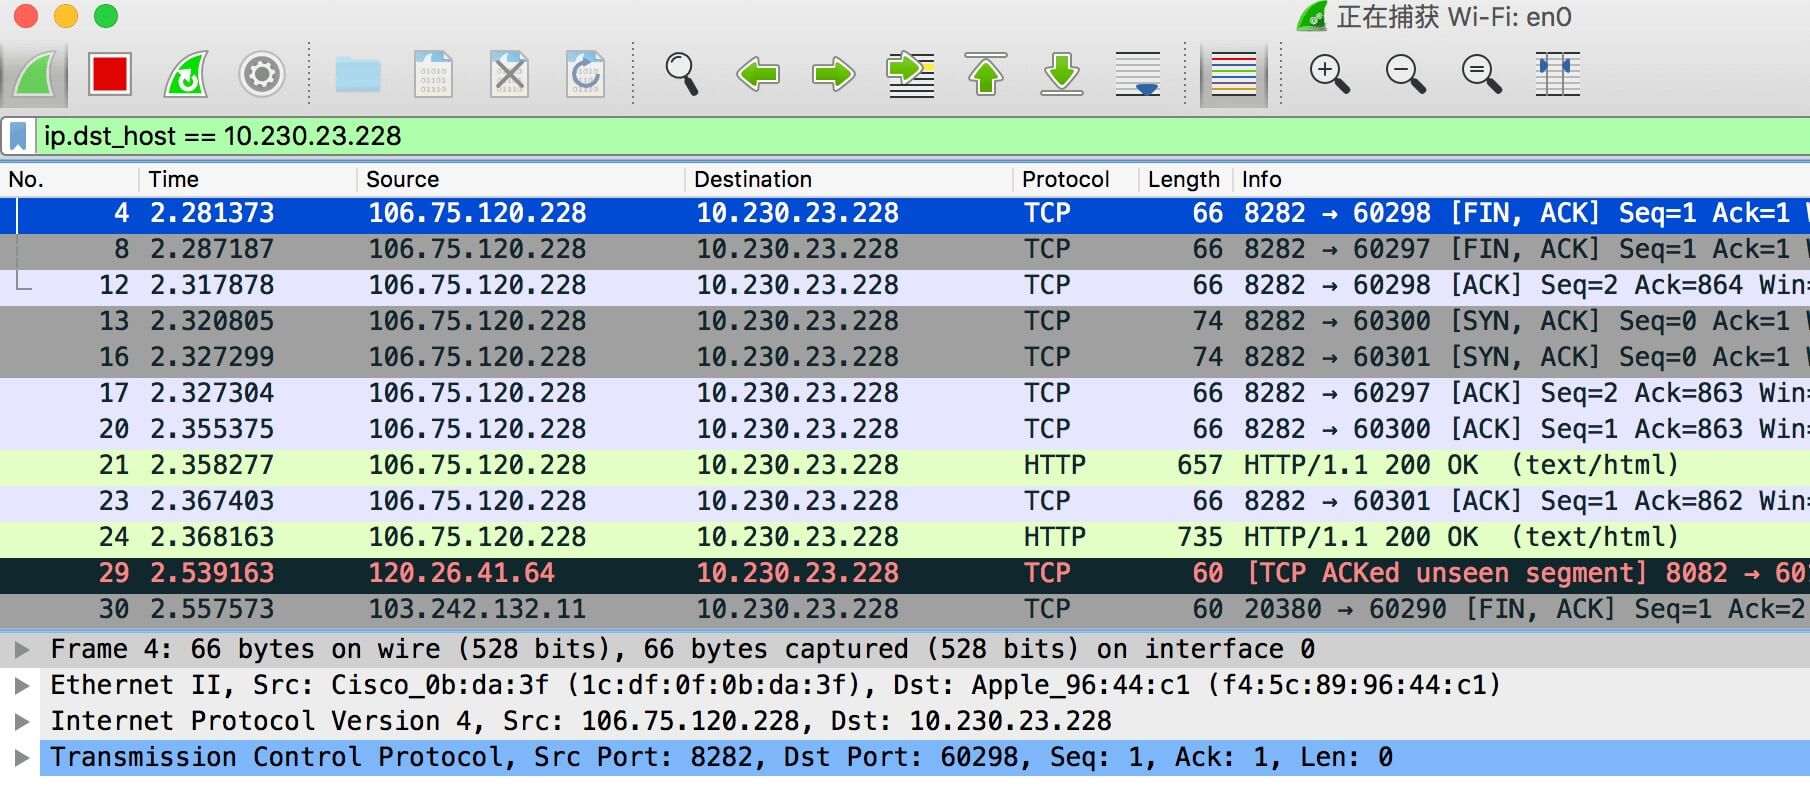 正在捕获 Wi-Fi: en0
ip.dst_host == 10.230.23.228
No. Time Source Destination Protocol Length Info
4 2.281373 106.75.120.228 10.230.23.228 TCP 66 8282 → 60298 [FIN, ACK] Seq=1 Ack=1
8 2.287187 106.75.120.228 10.230.23.228 TCP 66 8282 → 60297 [FIN, ACK] Seq=1 Ack=1
12 2.317878 106.75.120.228 10.230.23.228 TCP 66 8282 → 60298 [ACK] Seq=2 Ack=864 Win=
13 2.320805 106.75.120.228 10.230.23.228 TCP 74 8282 → 60300 [SYN, ACK] Seq=0 Ack=1
16 2.327299 106.75.120.228 10.230.23.228 TCP 74 8282 → 60301 [SYN, ACK] Seq=0 Ack=1
17 2.327304 106.75.120.228 10.230.23.228 TCP 66 8282 → 60297 [ACK] Seq=2 Ack=863 Win=
20 2.355375 106.75.120.228 10.230.23.228 TCP 66 8282 → 60300 [ACK] Seq=1 Ack=863 Win=
21 2.358277 106.75.120.228 10.230.23.228 HTTP 657 HTTP/1.1 200 OK (text/html)
23 2.367403 106.75.120.228 10.230.23.228 TCP 66 8282 → 60301 [ACK] Seq=1 Ack=862 Win=
24 2.368163 106.75.120.228 10.230.23.228 HTTP 735 HTTP/1.1 200 OK (text/html)
29 2.539163 120.26.41.64 10.230.23.228 TCP 60 [TCP ACKed unseen segment] 8082 → 60
30 2.557573 103.242.132.11 10.230.23.228 TCP 60 20380 → 60290 [FIN, ACK] Seq=1 Ack=2
Frame 4: 66 bytes on wire (528 bits), 66 bytes captured (528 bits) on interface 0
Ethernet II, Src: Cisco_0b:da:3f (1c:df:0f:0b:da:3f), Dst: Apple_96:44:c1 (f4:5c:89:96:44:c1)
Internet Protocol Version 4, Src: 106.75.120.228, Dst: 10.230.23.228
Transmission Control Protocol, Src Port: 8282, Dst Port: 60298, Seq: 1, Ack: 1, Len: 0